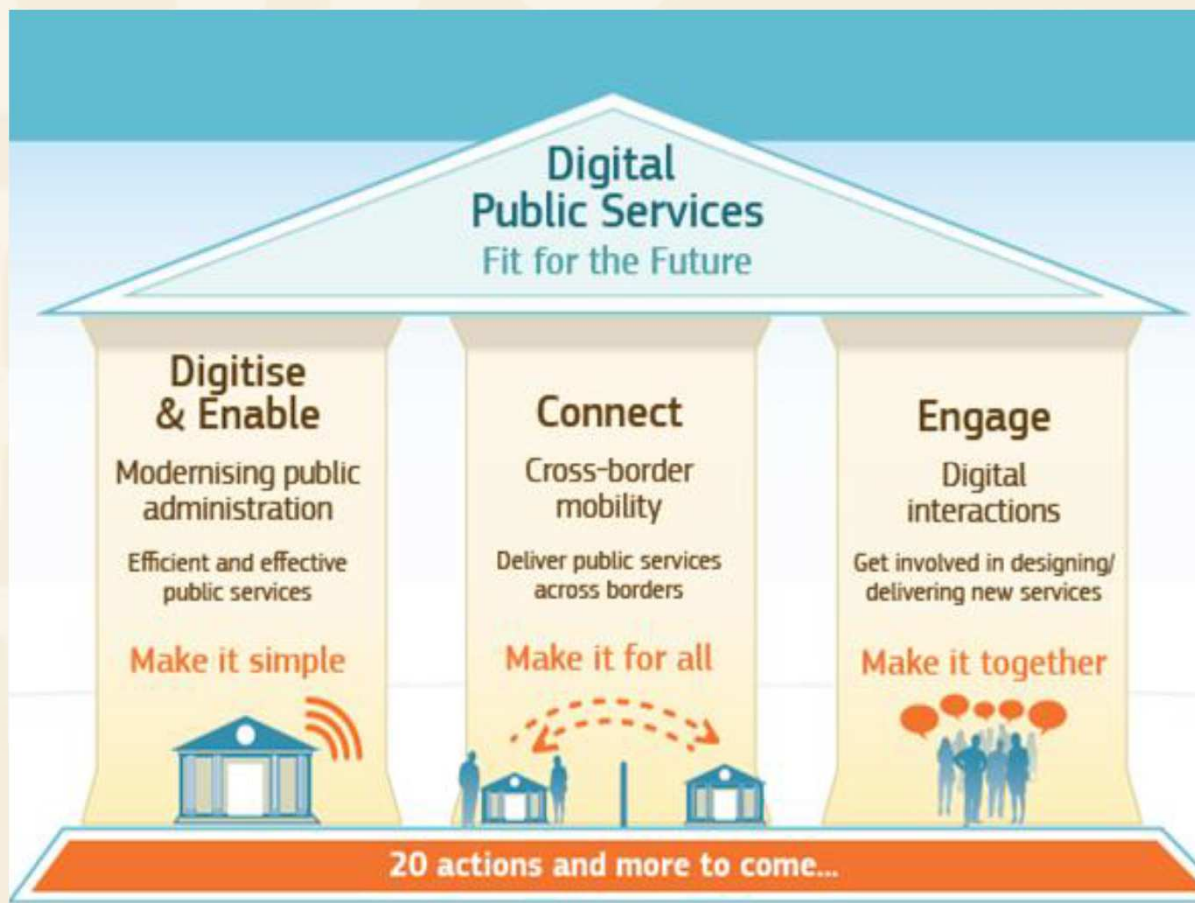 Digital
Public Services
Fit for the Future
Digitise
& Enable
Modernising public
administration
Efficient and effective
public services
Make it simple
Connect
Cross-border
mobility
Deliver public services
across borders
Make it for all
Engage
Digital
interactions
Get involved in designing/
delivering new services
Make it together
20 actions and more to come...